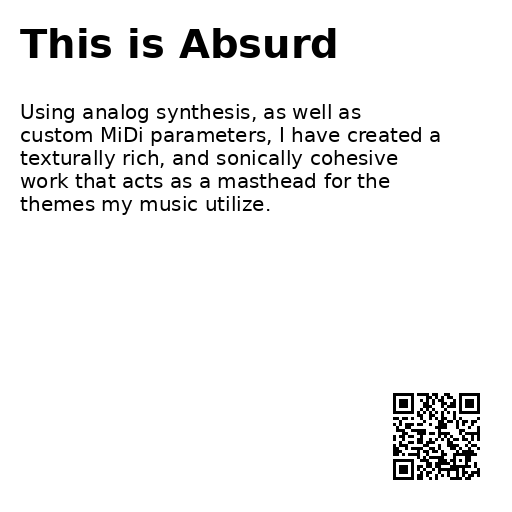 This is Absurd
Using analog synthesis, as well as
custom MiDi parameters, I have created a
texturally rich, and sonically cohesive
work that acts as a masthead for the
themes my music utilize.